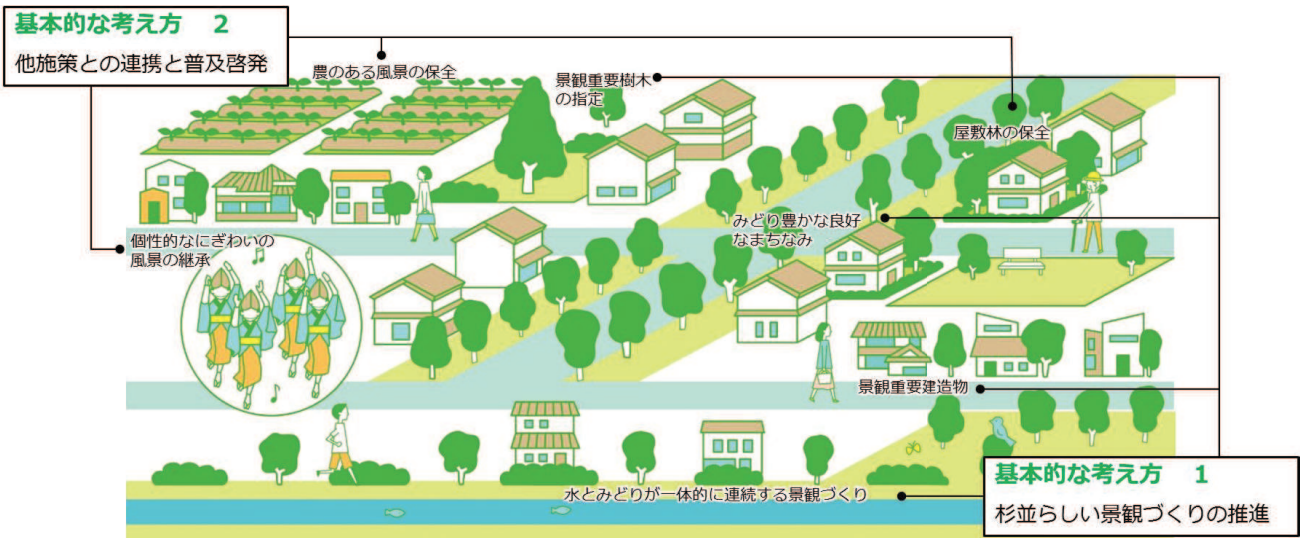 基本的な考え方 2
他施策との連携と普及啓発
農のある風景の保全
景観重要樹木
の指定
屋敷林の保全
みどり豊かな良好
なまちなみ
個性的なにぎわいの
風景の継承
景観重要建造物
水とみどりが一体的に連続する景観づくり
基本的な考え方 1
杉並らしい景観づくりの推進